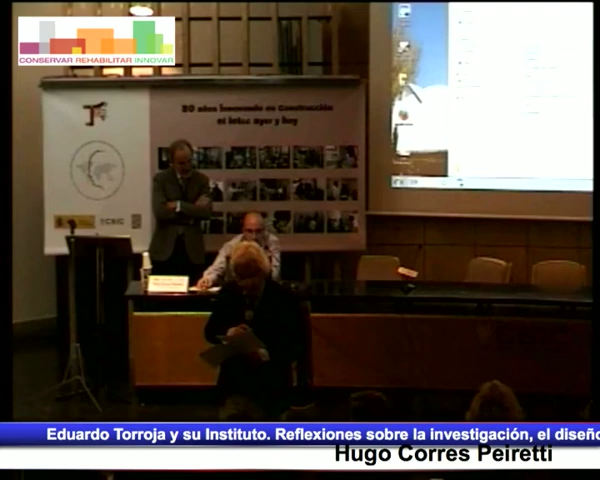 CONSERVAR REHABILITAR INNOVAR
80 años innovando en Construcción
el Ietcc ayer y hoy
CSIC
Eduardo Torroja y su Instituto. Reflexiones sobre la investigación, el diseño
Hugo Corres Peiretti